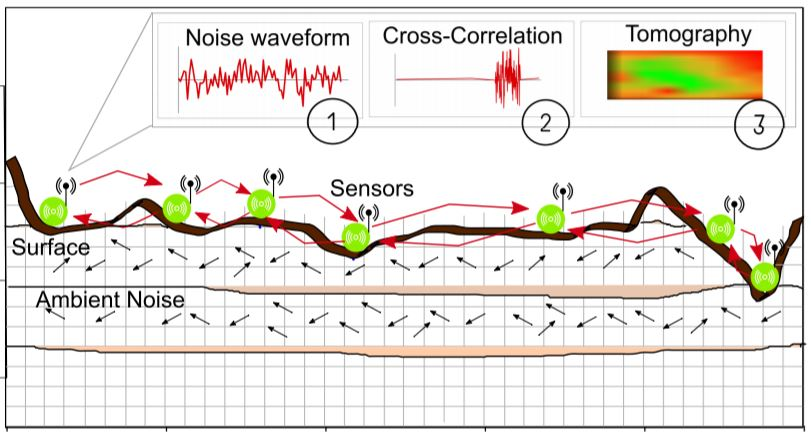 Noise waveform
Cross-Correlation
Tomography
1
2
3
Sensors
Surface
Ambient Noise